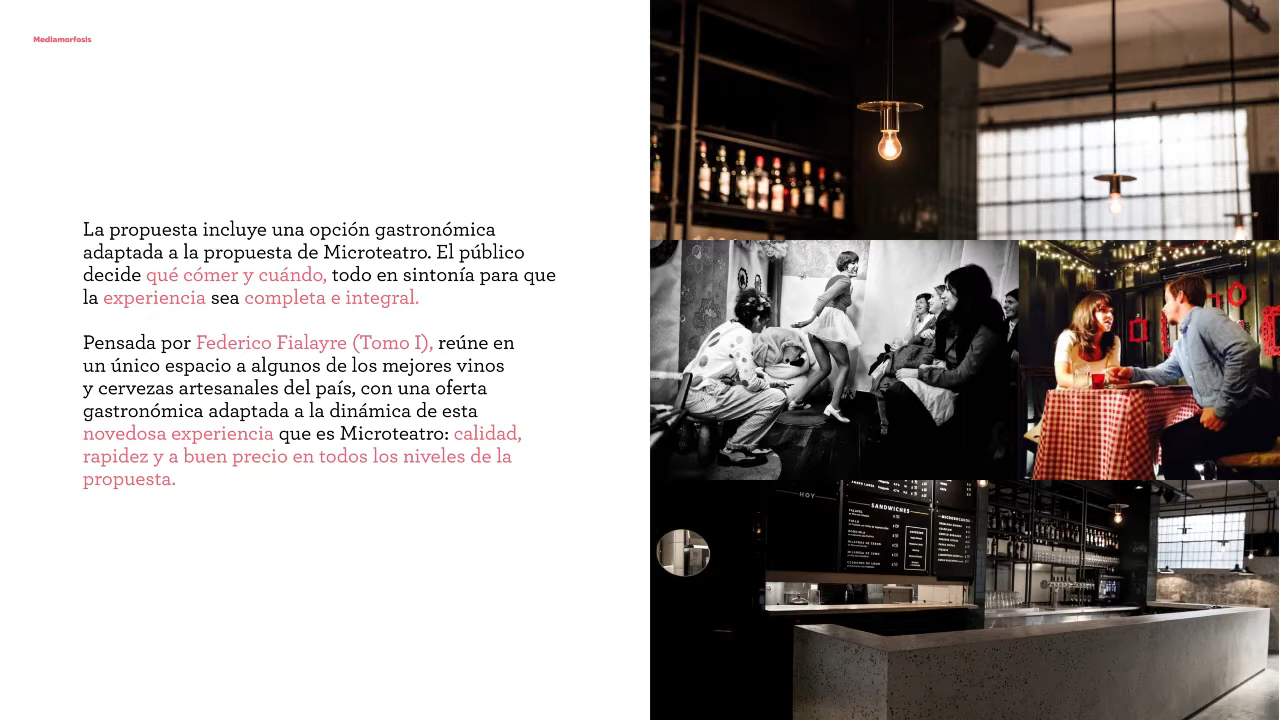 Mediamorfosis
La propuesta incluye una opción gastronómica
adaptada a la propuesta de Microteatro. El público
decide qué cómer y cuándo, todo en sintonía para que
la experiencia sea completa e integral.
Pensada por Federico Fialayre (Tomo I), reúne en
un único espacio a algunos de los mejores vinos
y cervezas artesanales del país, con una oferta
gastronómica adaptada a la dinámica de esta
novedosa experiencia que es Microteatro: calidad,
rapidez y a buen precio en todos los niveles de la
propuesta.
HOY
SANDWICHES